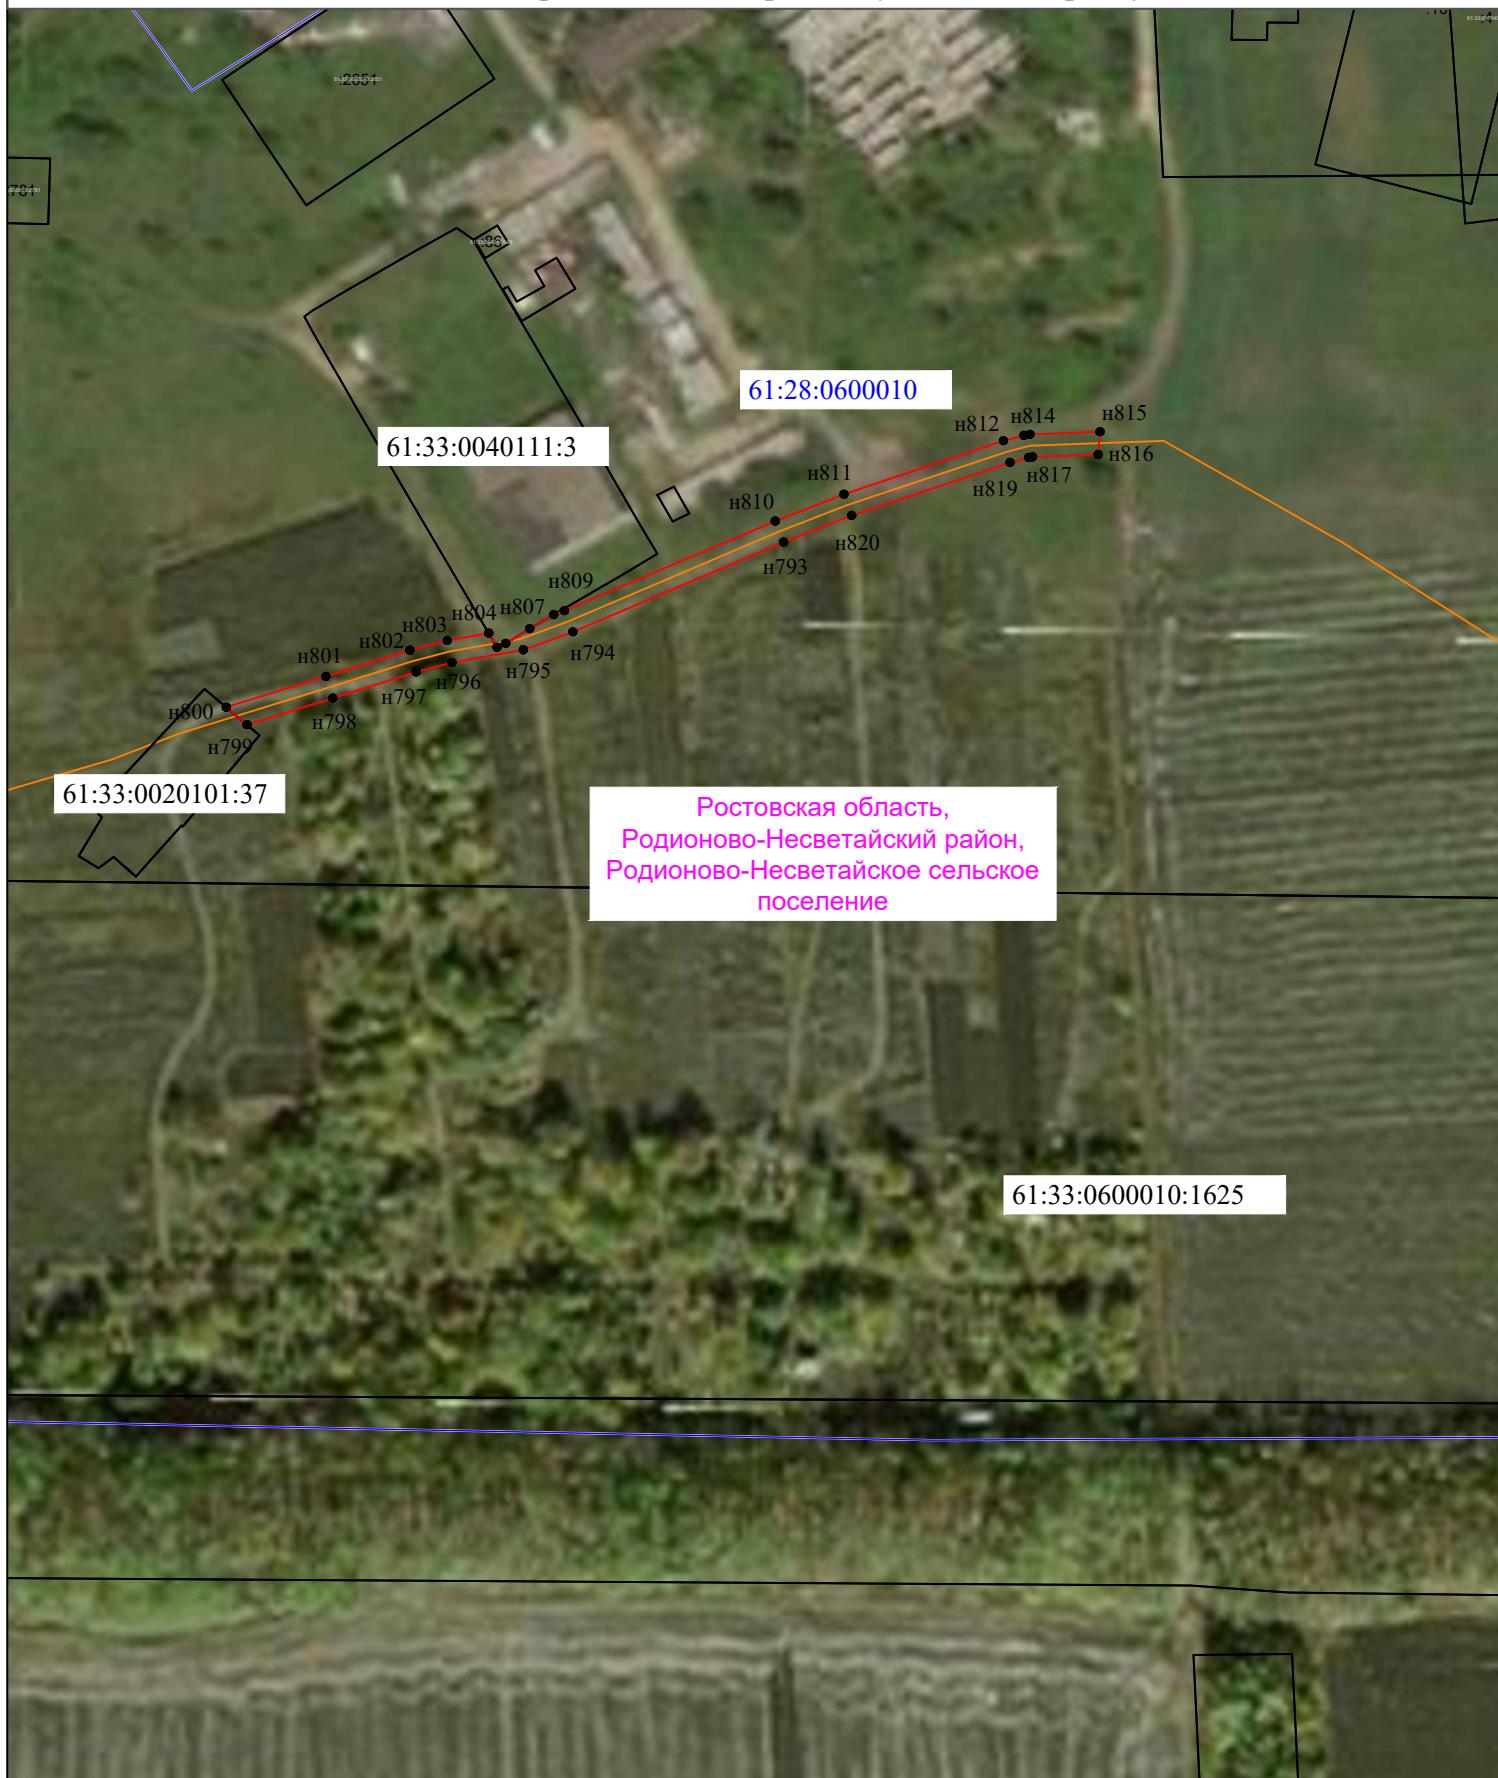 :2651
:86
61:28:0600010
61:33:0040111:3
н815
н814
н812
н816
н817
н819
н811
н810
н820
н793
н809
н807
н804
н803
н802
н801
н794
н795
н796
н797
н798
н800
н799
61:33:0020101:37
Ростовская область,
Родионово-Несветайский район,
Родионово-Несветайское сельское
поселение
61:33:0600010:1625